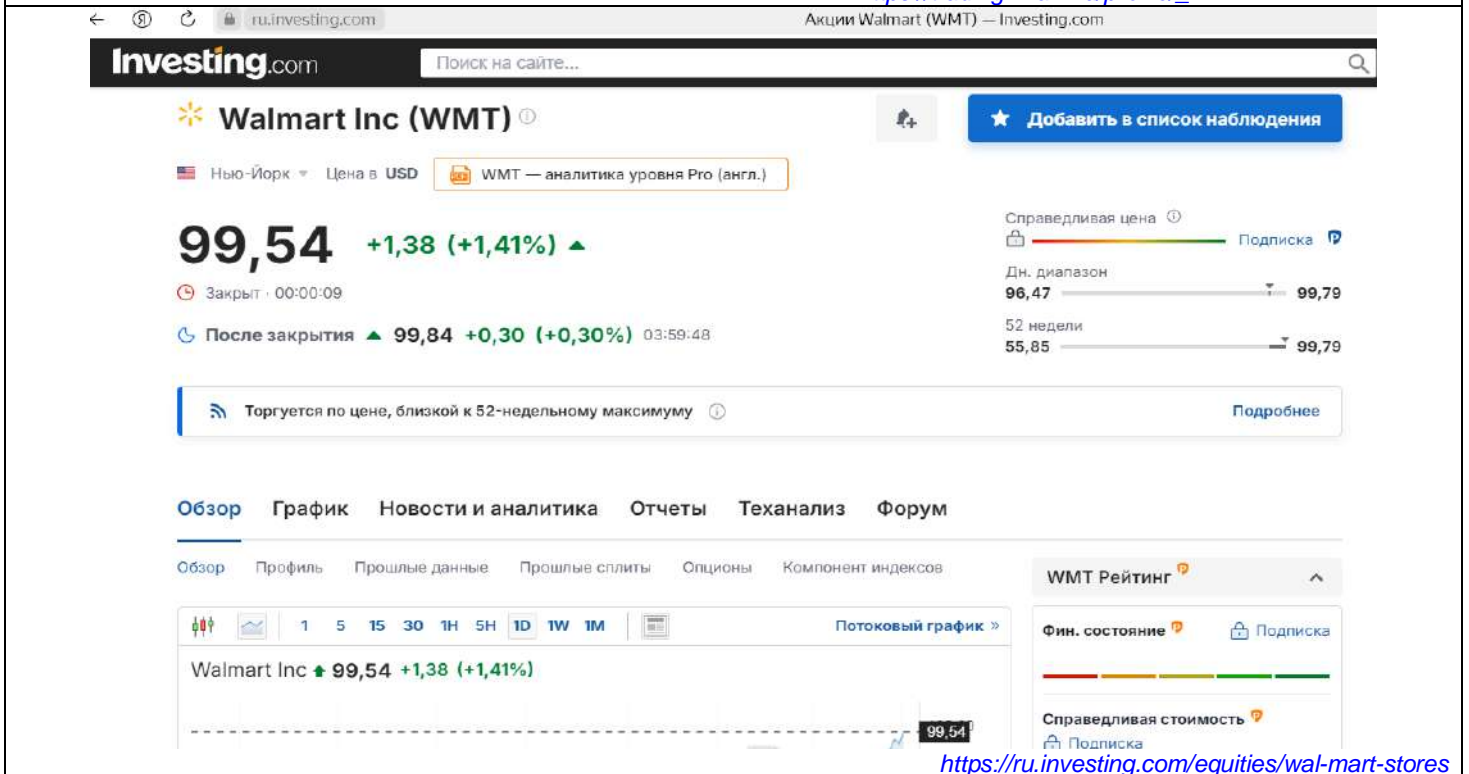 ru.investing.com Акции Walmart (WMT) — Investing.com
Investing.com Поиск на сайте...
Walmart Inc (WMT)
Добавить в список наблюдения
Нью-Йорк Цена в USD WMT — аналитика уровня Pro (англ.)
99,54 +1,38 (+1,41%)
Закрыт · 00:00:09
После закрытия 99,84 +0,30 (+0,30%) 03:59:48
Справедливая цена
Подписка
Дн. диапазон
96,47 99,79
52 недели
55,85 99,79
Торгуется по цене, близкой к 52-недельному максимуму Подробнее
Обзор График Новости и аналитика Отчеты Теханализ Форум
Обзор Профиль Прошлые данные Прошлые сплиты Опционы Компонент индексов
1 5 15 30 1H 5H 1D 1W 1M Потоковый график »
Walmart Inc 99,54 +1,38 (+1,41%)
99,54
WMT Рейтинг
Фин. состояние Подписка
Справедливая стоимость
Подписка
https://ru.investing.com/equities/wal-mart-stores